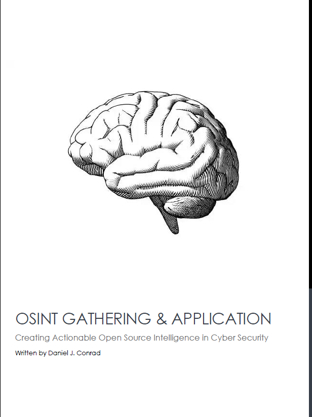 OSINT GATHERING & APPLICATION
Creating Actionable Open Source Intelligence in Cyber Security
Written by Daniel J. Conrad